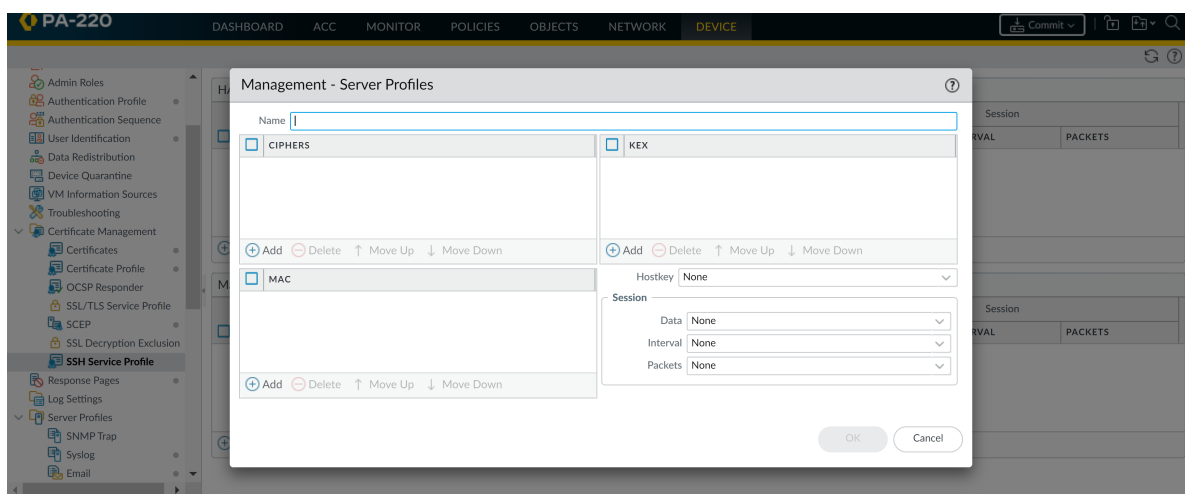 PA-220
DASHBOARD ACC MONITOR POLICIES OBJECTS NETWORK DEVICE
Commit
Admin Roles
Authentication Profile
Authentication Sequence
User Identification
Data Redistribution
Device Quarantine
VM Information Sources
Troubleshooting
Certificate Management
Certificates
Certificate Profile
OCSP Responder
SSL/TLS Service Profile
SCEP
SSL Decryption Exclusion
SSH Service Profile
Response Pages
Log Settings
Server Profiles
SNMP Trap
Syslog
Email
Management - Server Profiles
Name
CIPHERS
Add Delete Move Up Move Down
KEX
Add Delete Move Up Move Down
MAC
Add Delete Move Up Move Down
Hostkey None
Session
Data None
Interval None
Packets None
OK Cancel
Session
PACKETS
Session
PACKETS